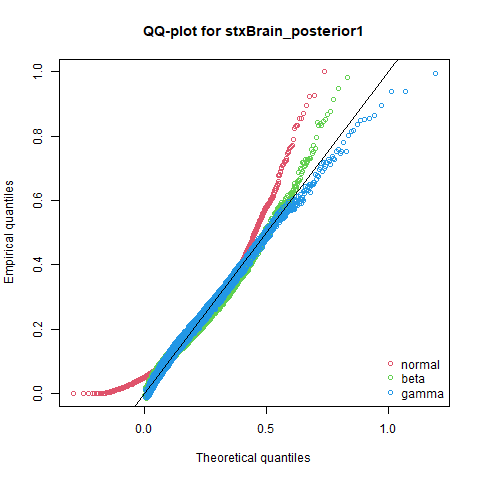 QQ-plot for stxBrain_posterior1
Empirical quantiles
1.0
0.8
0.6
0.4
0.2
0.0
normal
beta
gamma
0.0 0.5 1.0
Theoretical quantiles